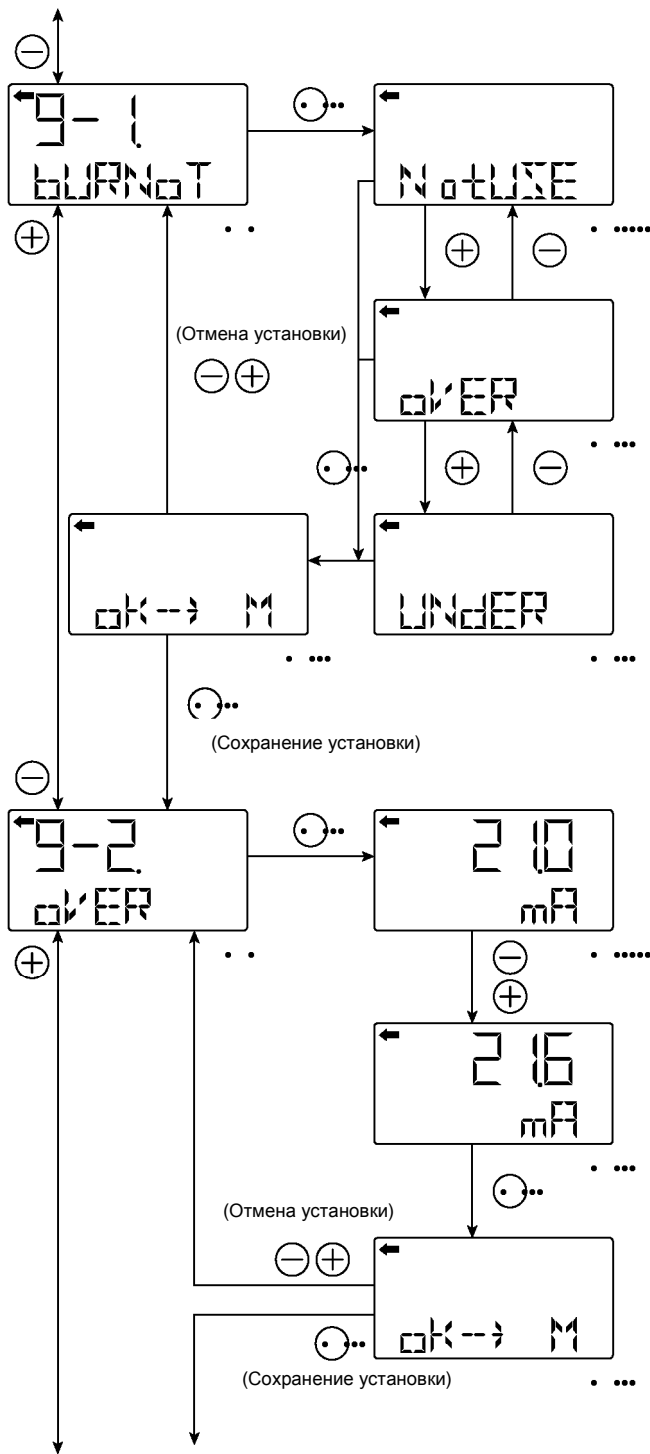 9-1.
bURNoT
NotUSE
(Отмена установки)
oVER
oK--→ M
UNdER
(Сохранение установки)
9-2.
oVER
21.0
mA
21.6
mA
(Отмена установки)
oK--→ M
(Сохранение установки)